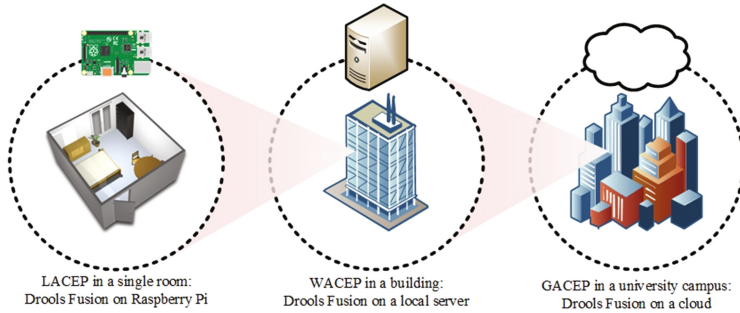 LACEP in a single room:
Drools Fusion on Raspberry Pi
WACEP in a building:
Drools Fusion on a local server
GACEP in a university campus:
Drools Fusion on a cloud